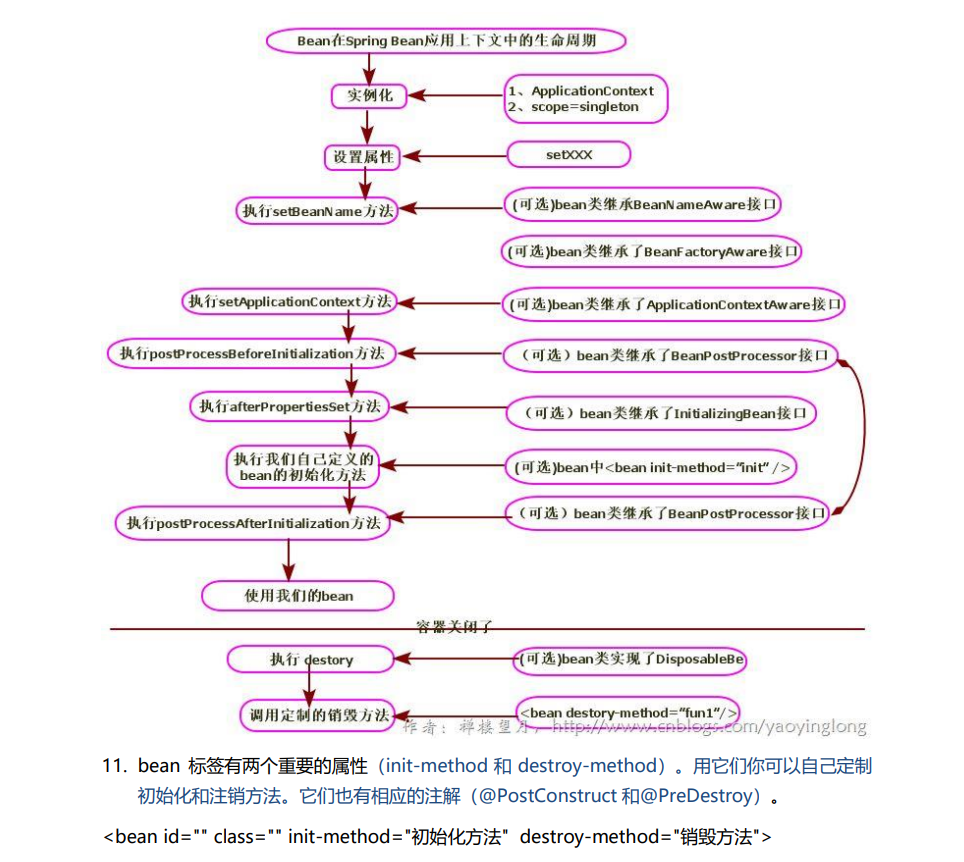 Bean在Spring Bean应用上下文中的生命周期
实例化
1、ApplicationContext
2、scope=singleton
设置属性
setXXX
执行setBeanName方法
(可选)bean类继承BeanNameAware接口
(可选)bean类继承了BeanFactoryAware接口
执行setApplicationContext方法
(可选)bean类继承了ApplicationContextAware接口
执行postProcessBeforeInitialization方法
（可选）bean类继承了BeanPostProcessor接口
执行afterPropertiesSet方法
（可选）bean类继承了InitializingBean接口
执行我们自己定义的
bean的初始化方法
(可选)bean中<bean init-method=”init” />
执行postProcessAfterInitialization方法
（可选）bean类继承了BeanPostProcessor接口
使用我们的bean
容器关闭了
执行 destory
(可选)bean类实现了DisposableBe
调用定制的销毁方法
<bean destory-method=”fun1”/>
作者：禅楼望月，http://www.cnblogs.com/yaoyinglong
11. bean 标签有两个重要的属性（init-method 和 destroy-method）。用它们你可以自己定制
初始化和注销方法。它们也有相应的注解（@PostConstruct 和@PreDestroy）。
<bean id="" class="" init-method="初始化方法" destroy-method="销毁方法">